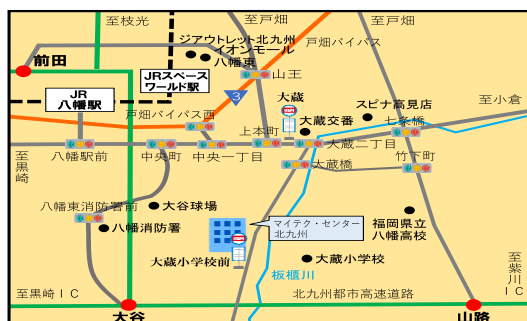 至枝光
至戸畑
至戸畑
ジアウトレット北九州
イオンモール
八幡東
戸畑バイパス
前田
JRスペース
ワールド駅
山王
JR
八幡駅
3
大蔵
スピナ高見店
至小倉
戸畑バイパス西
大蔵交番
七条橋
上本町
至黒崎
八幡駅前
中央町
中央一丁目
大蔵二丁目
大蔵橋
竹下町
八幡東消防署前
大谷球場
マイテク・センター
北九州
福岡県立
八幡高校
八幡消防署
大蔵小学校前
板櫃川
大蔵小学校
至紫川IC
至黒崎IC
北九州都市高速道路
大谷
山路